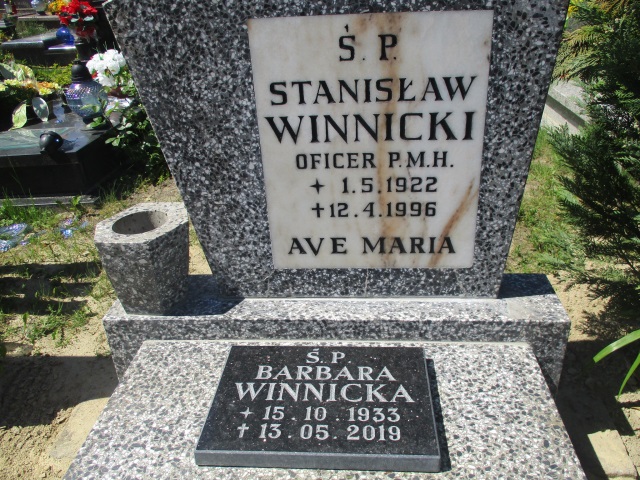 Ś. P.
STANISŁAW
WINNICKI
OFICER P.M.H.
+ 1.5.1922
+ 12.4.1996
AVE MARIA
Ś. P.
BARBARA
WINNICKA
+ 15. 10. 1933
† 13. 05. 2019